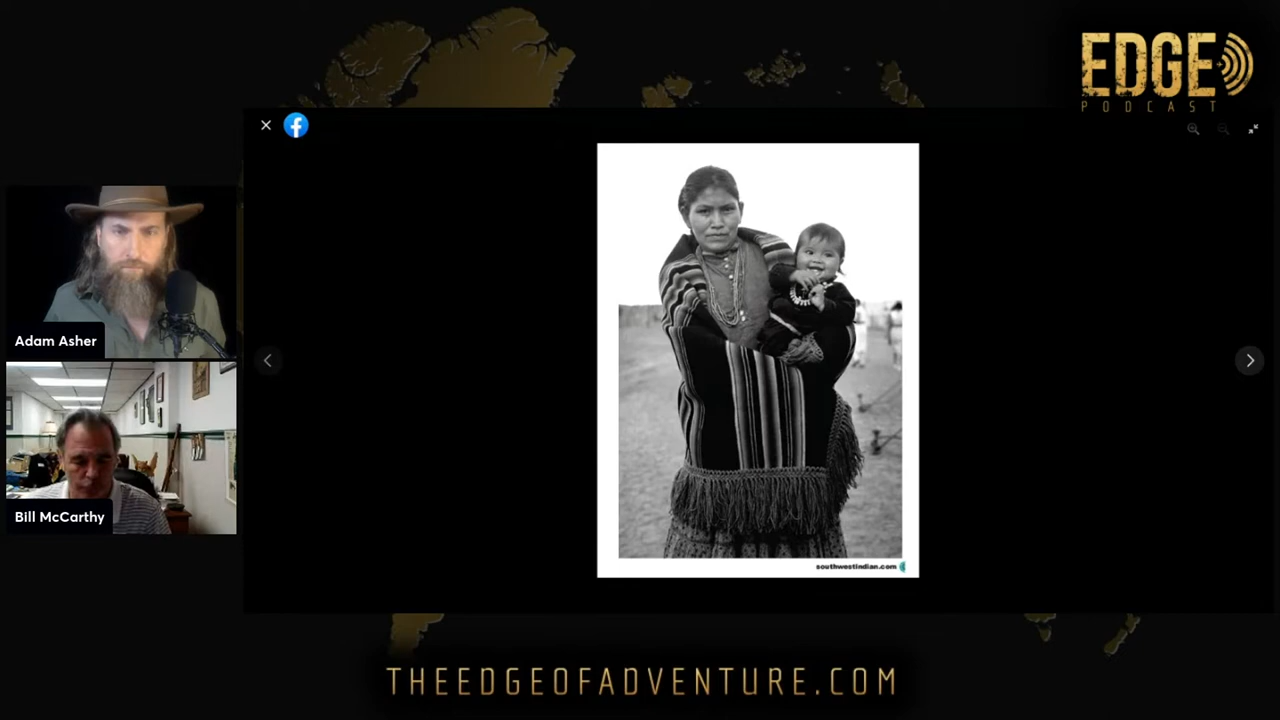 EDGE
PODCAST
Adam Asher
Bill McCarthy
southwestindian.com
THEEDGEOFADVENTURE.COM